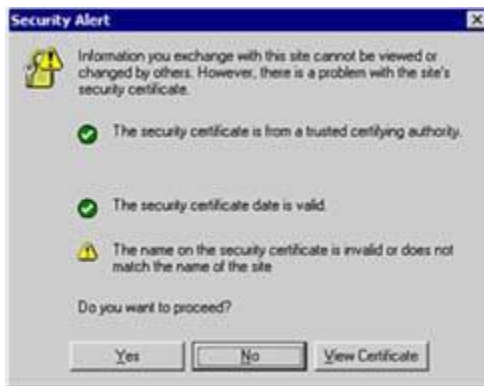 Security Alert
Information you exchange with this site cannot be viewed or
changed by others. However, there is a problem with the site's
security certificate.
The security certificate is from a trusted certifying authority.
The security certificate date is valid.
The name on the security certificate is invalid or does not
match the name of the site
Do you want to proceed?
Yes
No
View Certificate